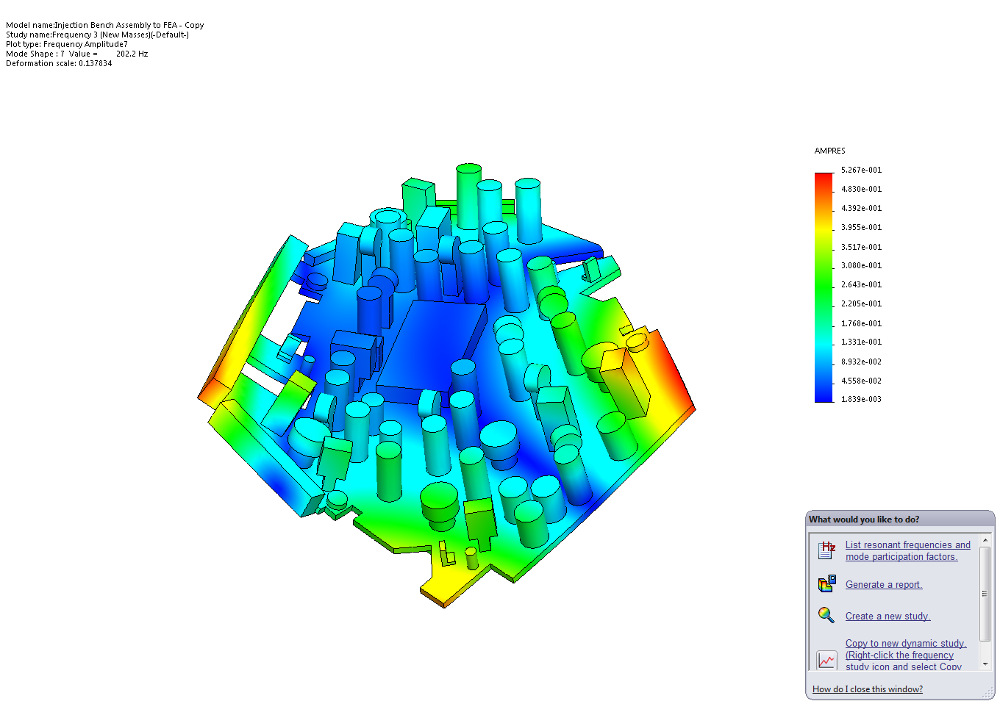 Model name:Injection Bench Assembly to FEA - Copy
Study name:Frequency 3 (New Masses)(-Default-)
Plot type: Frequency Amplitude7
Mode Shape : 7 Value = 202.2 Hz
Deformation scale: 0.137834
AMPRES
5.267e-001
4.830e-001
4.392e-001
3.955e-001
3.517e-001
3.080e-001
2.643e-001
2.205e-001
1.768e-001
1.331e-001
8.932e-002
4.558e-002
1.839e-003
What would you like to do?
Hz
List resonant frequencies and
mode participation factors.
Generate a report.
Create a new study.
Copy to new dynamic study.
(Right-click the frequency
study icon and select Copy
How do I close this window?